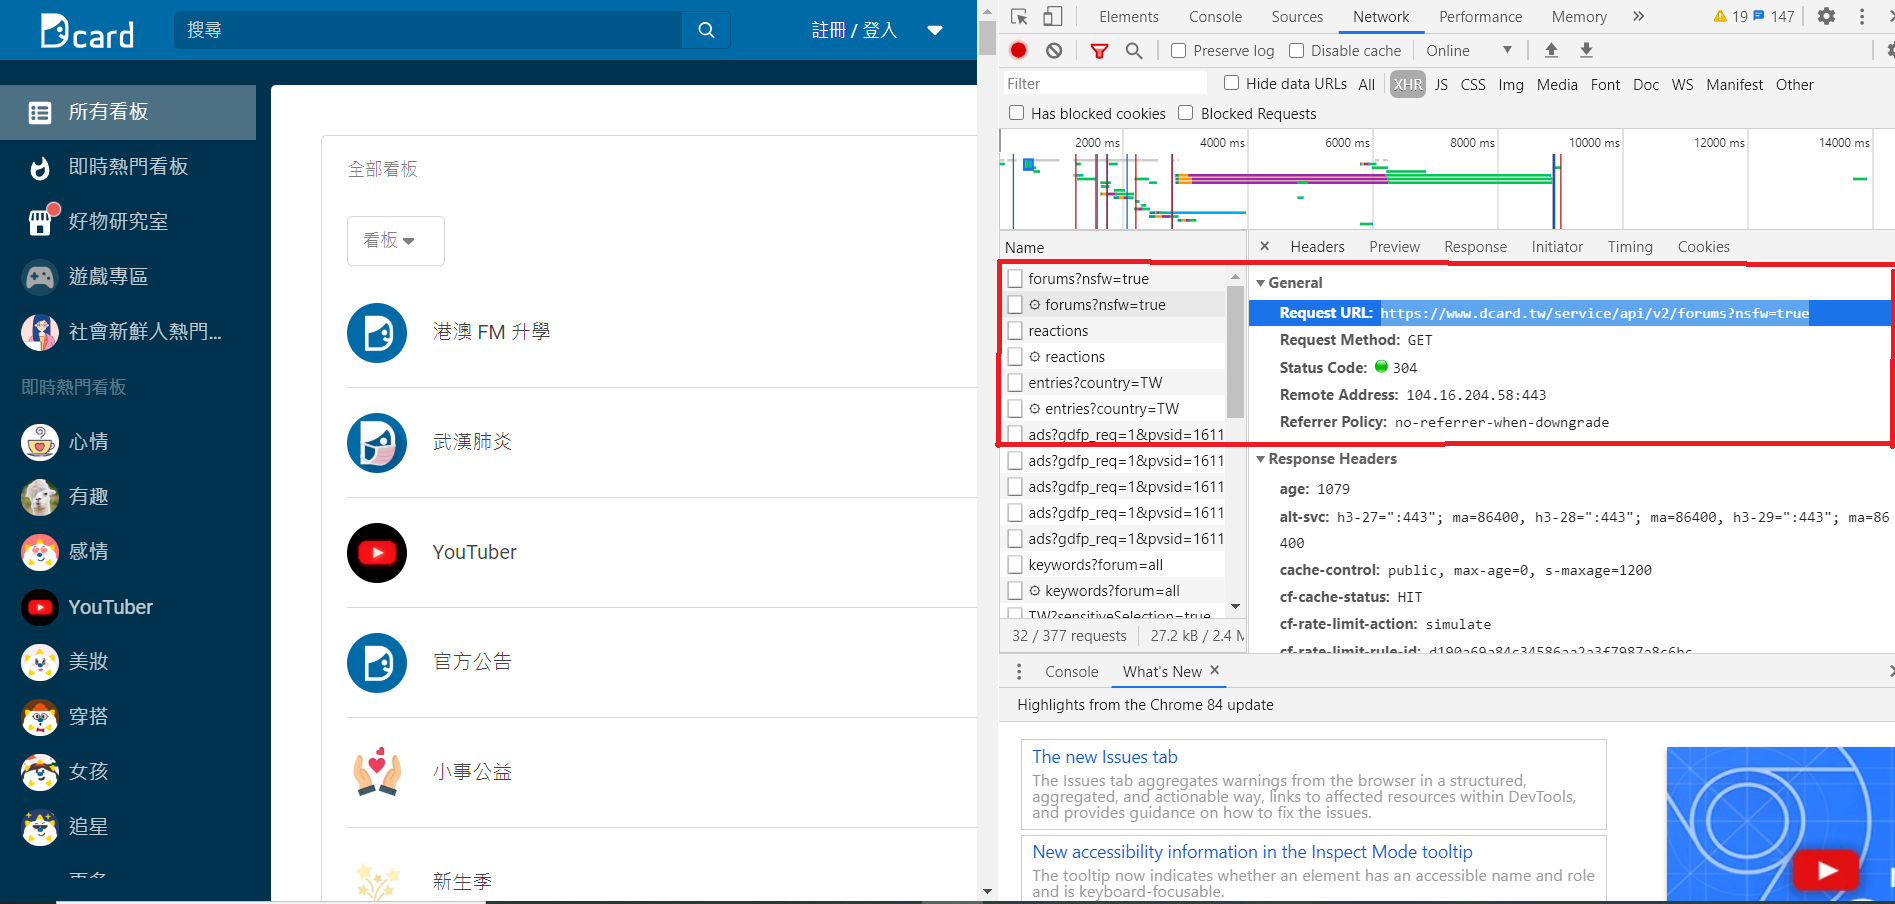 Dcard
搜尋
註冊 / 登入
所有看板
即時熱門看板
好物研究室
遊戲專區
社會新鮮人熱門...
即時熱門看板
心情
有趣
感情
YouTuber
美妝
穿搭
女孩
追星
全部看板
看板
港澳 FM 升學
武漢肺炎
YouTuber
官方公告
小事公益
新生季
Elements Console Sources Network Performance Memory » 19 147
Preserve log Disable cache Online
Filter Hide data URLs All XHR JS CSS Img Media Font Doc WS Manifest Other
Has blocked cookies Blocked Requests
2000 ms 4000 ms 6000 ms 8000 ms 10000 ms 12000 ms 14000 ms
Name
forums?nsfw=true
forums?nsfw=true
reactions
reactions
entries?country=TW
entries?country=TW
ads?gdfp_req=1&pvsid=1611
ads?gdfp_req=1&pvsid=1611
ads?gdfp_req=1&pvsid=1611
ads?gdfp_req=1&pvsid=1611
ads?gdfp_req=1&pvsid=1611
keywords?forum=all
keywords?forum=all
TW?sensitiveSelection=true
32 / 377 requests 27.2 kB / 2.4 M
× Headers Preview Response Initiator Timing Cookies
General
Request URL: https://www.dcard.tw/service/api/v2/forums?nsfw=true
Request Method: GET
Status Code: 304
Remote Address: 104.16.204.58:443
Referrer Policy: no-referrer-when-downgrade
Response Headers
age: 1079
alt-svc: h3-27=":443"; ma=86400, h3-28=":443"; ma=86400, h3-29=":443"; ma=86
400
cache-control: public, max-age=0, s-maxage=1200
cf-cache-status: HIT
cf-rate-limit-action: simulate
cf-rate-limit-rule-id:
Console What's New ×
Highlights from the Chrome 84 update
The new Issues tab
The Issues tab aggregates warnings from the browser in a structured,
aggregated, and actionable way, links to affected resources within DevTools,
and provides guidance on how to fix the issues.
New accessibility information in the Inspect Mode tooltip
The tooltip now indicates whether an element has an accessible name and role
and is keyboard-focusable.